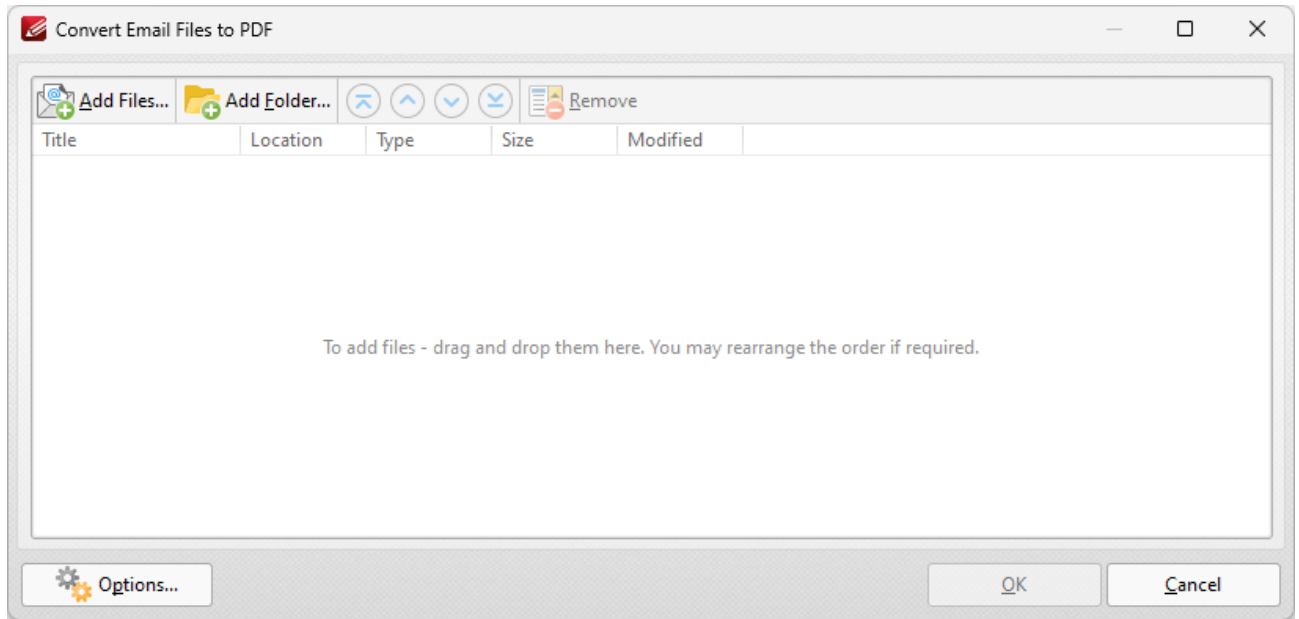 Convert Email Files to PDF
Add Files... Add Folder... Remove
Title Location Type Size Modified
To add files - drag and drop them here. You may rearrange the order if required.
Options... OK Cancel